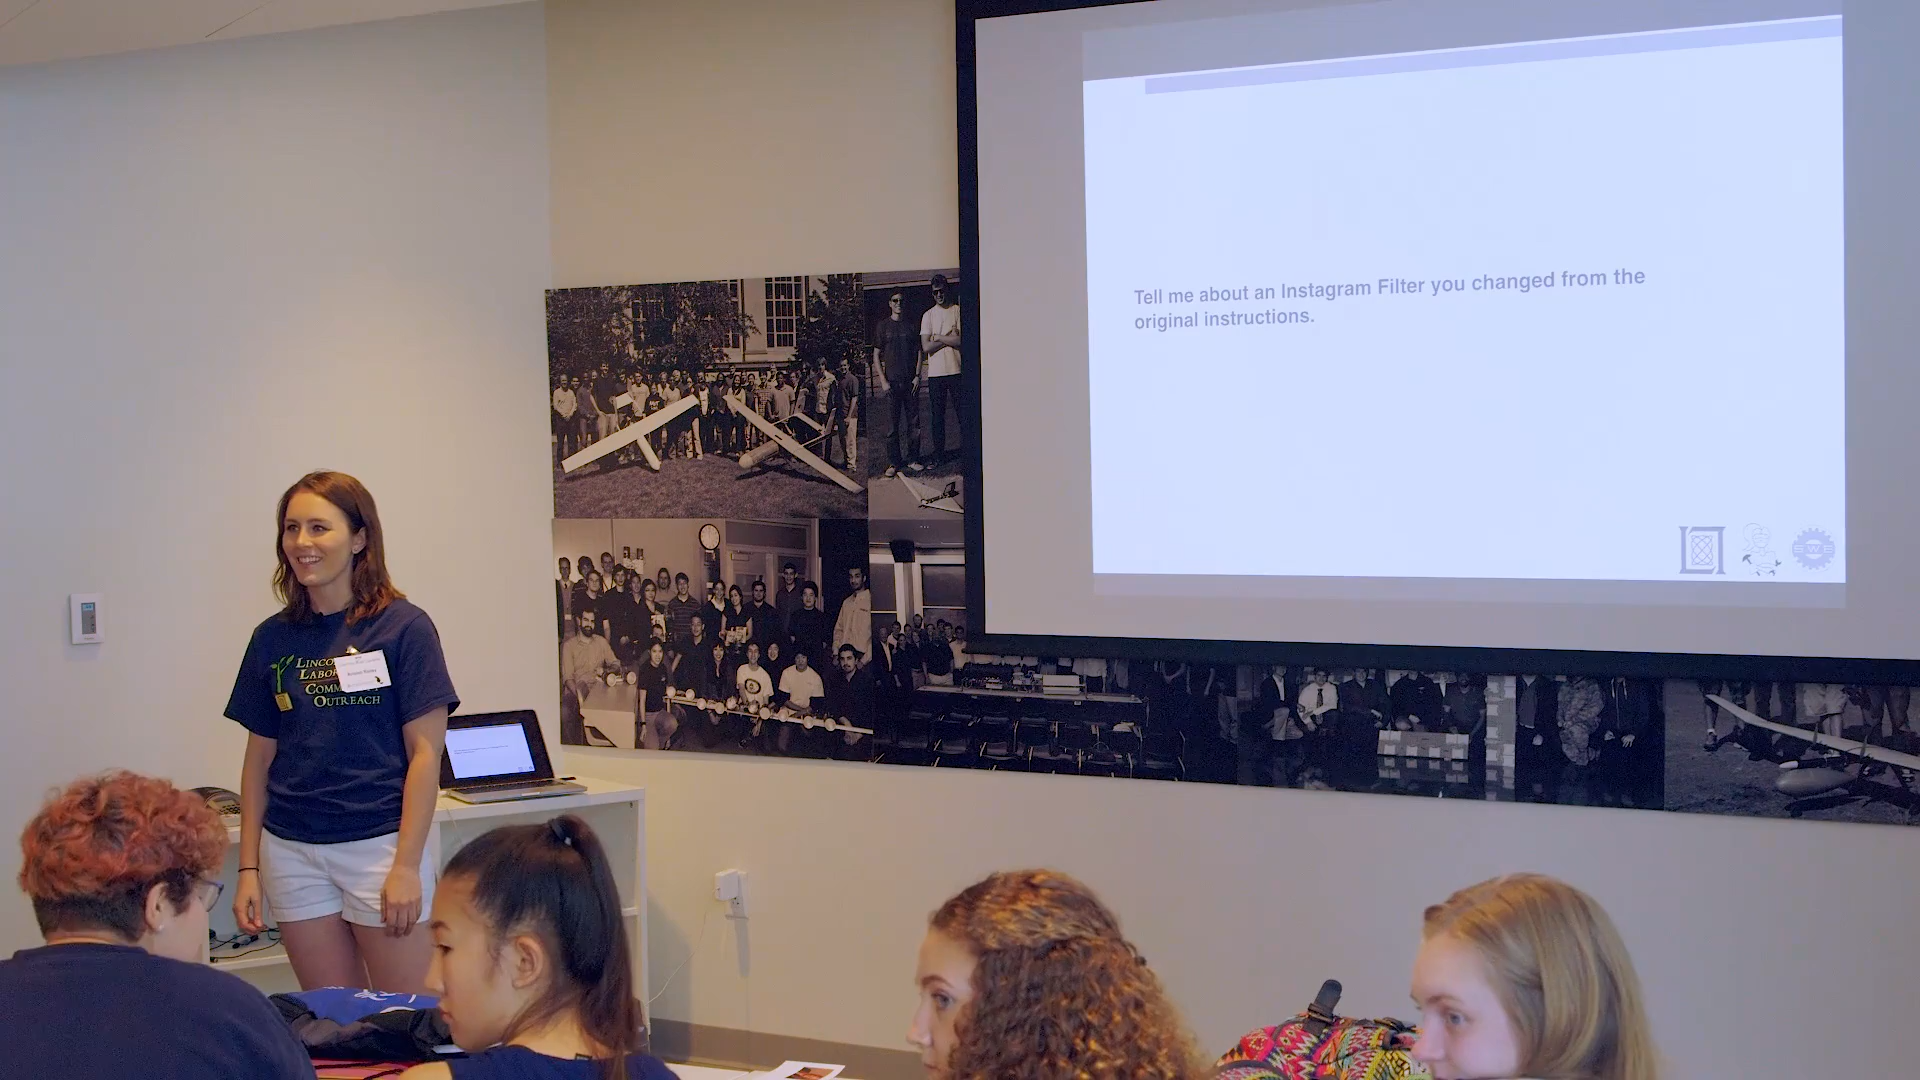 Tell me about an Instagram Filter you changed from the
original instructions.
LINCO
LABOR
COMM
OUTREACH